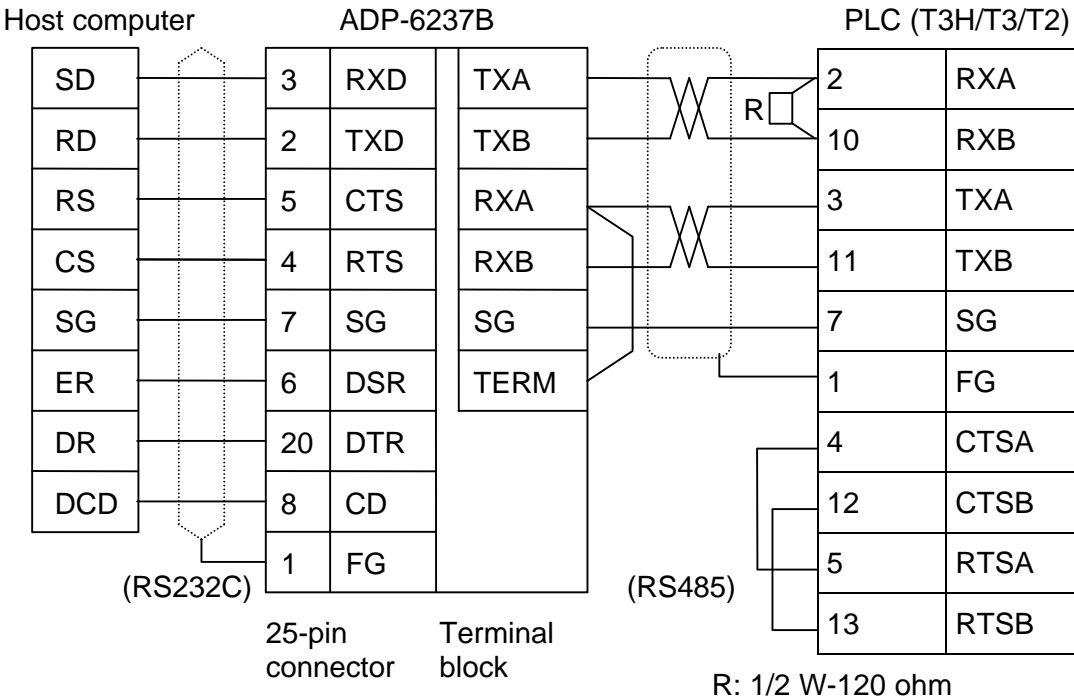 Host computer ADP-6237B PLC (T3H/T3/T2)
SD 3 RXD TXA 2 RXA
R
RD 2 TXD TXB 10 RXB
RS 5 CTS RXA 3 TXA
CS 4 RTS RXB 11 TXB
SG 7 SG SG 7 SG
ER 6 DSR TERM 1 FG
DR 20 DTR 4 CTSA
DCD 8 CD 12 CTSB
1 FG 5 RTSA
(RS232C) (RS485)
13 RTSB
25-pin Terminal
connector block
R: 1/2 W-120 ohm